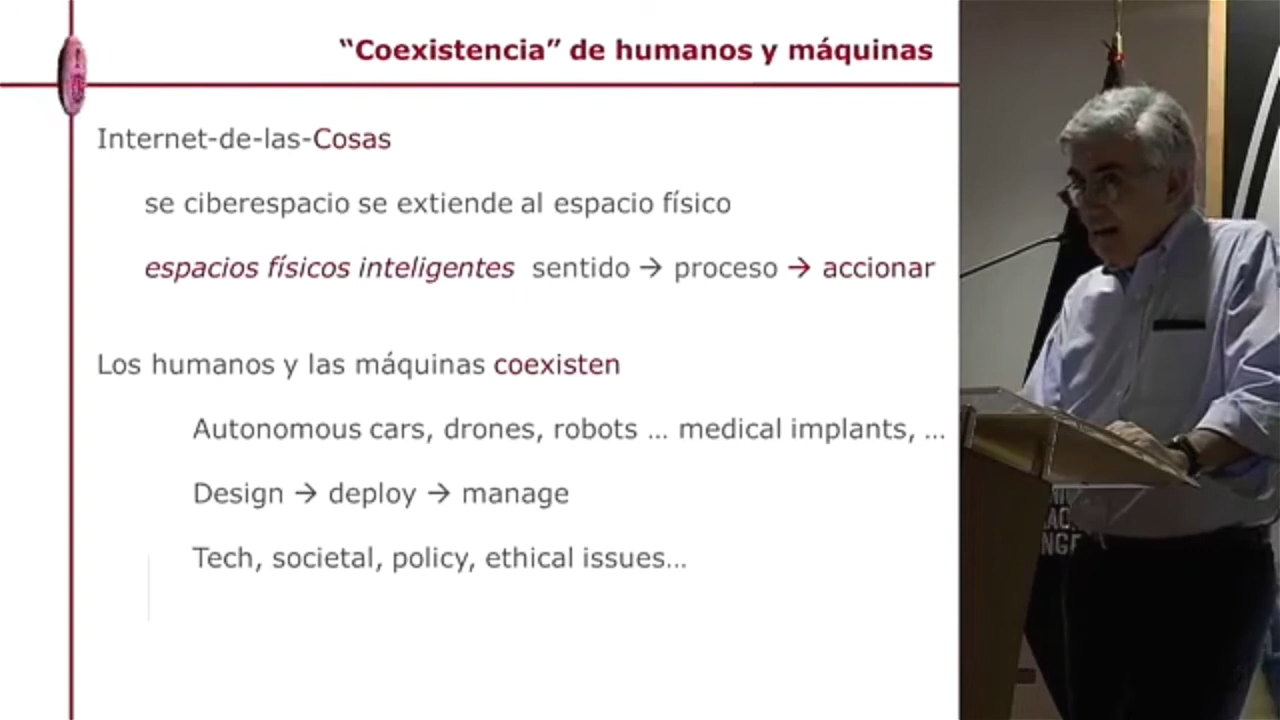 “Coexistencia” de humanos y máquinas
Internet-de-las-Cosas
se ciberespacio se extiende al espacio físico
espacios físicos inteligentes sentido → proceso → accionar
Los humanos y las máquinas coexisten
Autonomous cars, drones, robots ... medical implants, ...
Design → deploy → manage
Tech, societal, policy, ethical issues...